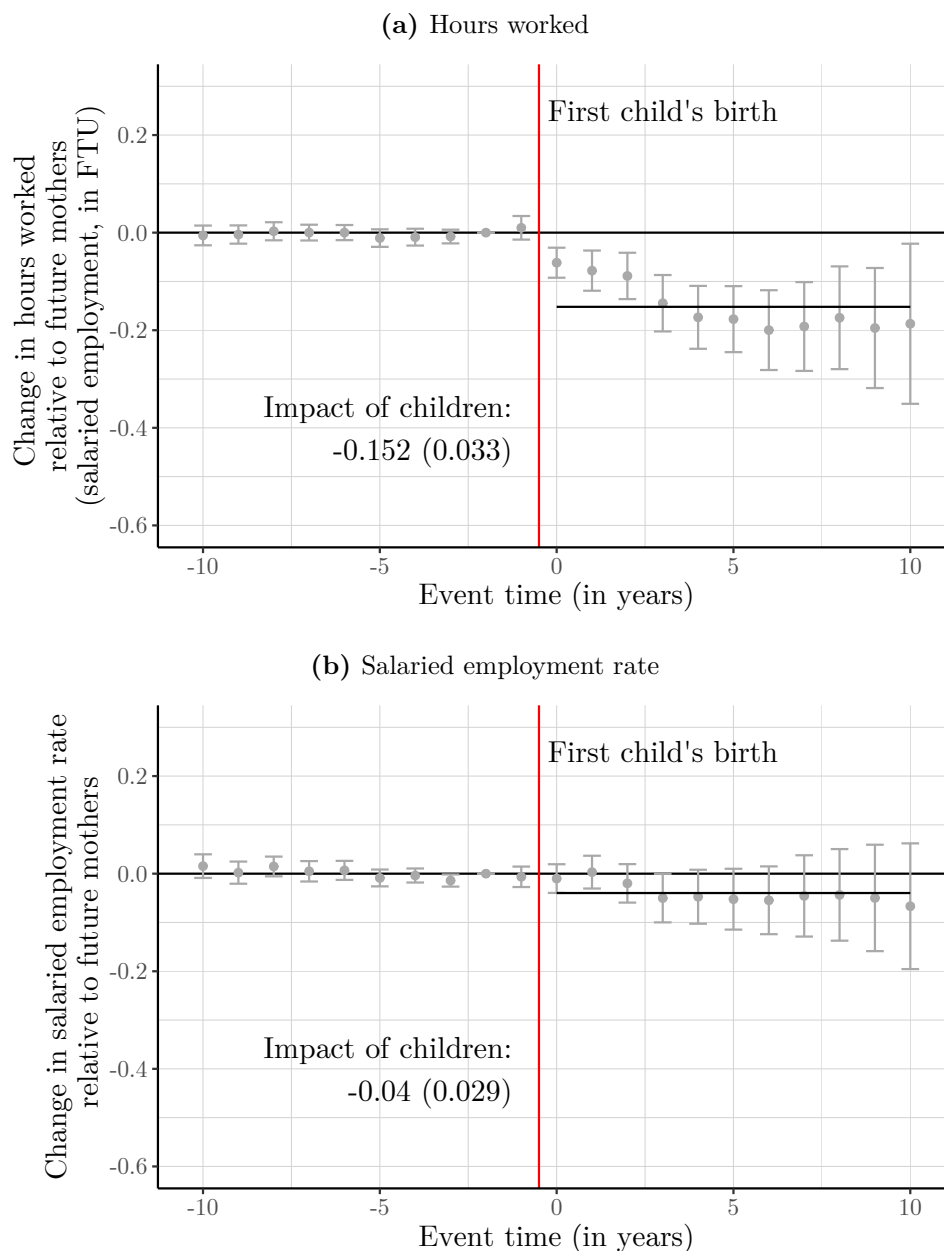 (a) Hours worked
Change in hours worked
relative to future mothers
(salaried employment, in FTU)
0.2
0.0
-0.2
-0.4
-0.6
First child's birth
Impact of children:
-0.152 (0.033)
-10
-5
0
5
10
Event time (in years)
(b) Salaried employment rate
Change in salaried employment rate
relative to future mothers
0.2
0.0
-0.2
-0.4
-0.6
First child's birth
Impact of children:
-0.04 (0.029)
-10
-5
0
5
10
Event time (in years)